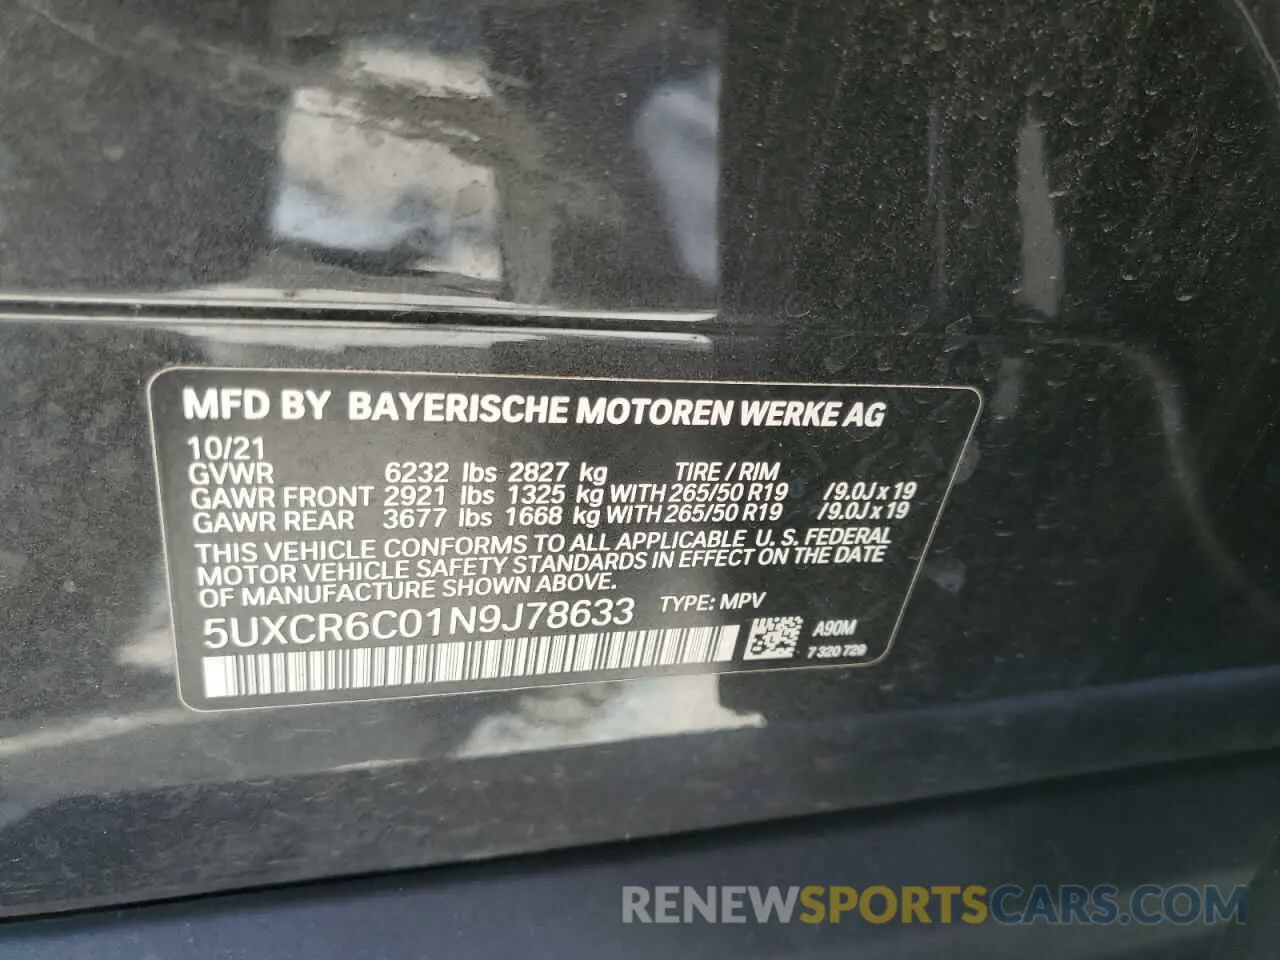 MFD BY BAYERISCHE MOTOREN WERKE AG
10/21
GVWR 6232 lbs 2827 kg TIRE / RIM
GAWR FRONT 2921 lbs 1325 kg WITH 265/50 R19 /9.0J x 19
GAWR REAR 3677 lbs 1668 kg WITH 265/50 R19 /9.0J x 19
THIS VEHICLE CONFORMS TO ALL APPLICABLE U. S. FEDERAL
MOTOR VEHICLE SAFETY STANDARDS IN EFFECT ON THE DATE
OF MANUFACTURE SHOWN ABOVE.
5UXCR6C01N9J78633 TYPE: MPV
A90M
7 320 729
RENEWSPORTSCARS.COM